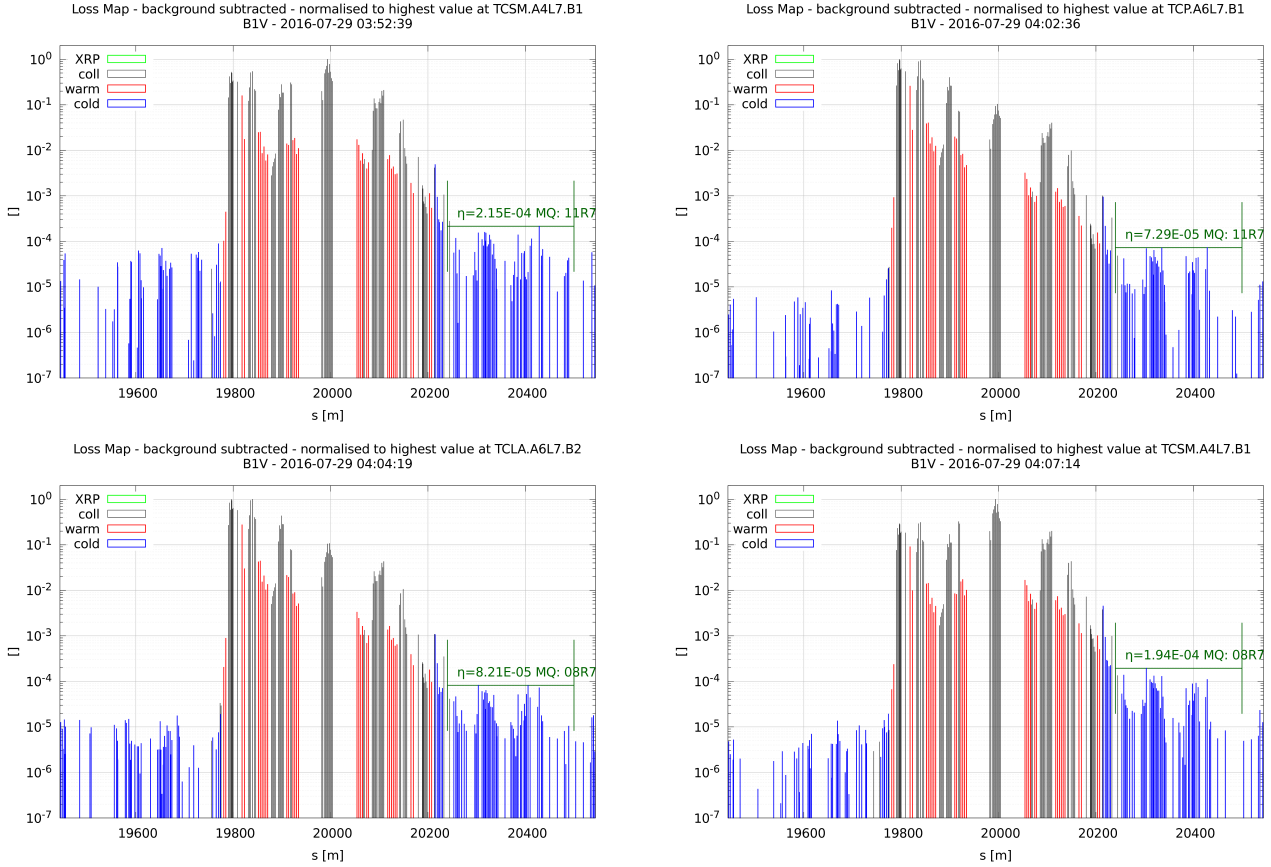 Loss Map - background subtracted - normalised to highest value at TCSM.A4L7.B1
B1V - 2016-07-29 03:52:39
10^0
10^-1
10^-2
10^-3
10^-4
10^-5
10^-6
10^-7
[]
XRP
coll
warm
cold
η=2.15E-04 MQ: 11R7
19600 19800 20000 20200 20400
s [m]
Loss Map - background subtracted - normalised to highest value at TCP.A6L7.B1
B1V - 2016-07-29 04:02:36
10^0
10^-1
10^-2
10^-3
10^-4
10^-5
10^-6
10^-7
[]
XRP
coll
warm
cold
η=7.29E-05 MQ: 11R7
19600 19800 20000 20200 20400
s [m]
Loss Map - background subtracted - normalised to highest value at TCLA.A6L7.B2
B1V - 2016-07-29 04:04:19
10^0
10^-1
10^-2
10^-3
10^-4
10^-5
10^-6
10^-7
[]
XRP
coll
warm
cold
η=8.21E-05 MQ: 08R7
19600 19800 20000 20200 20400
s [m]
Loss Map - background subtracted - normalised to highest value at TCSM.A4L7.B1
B1V - 2016-07-29 04:07:14
10^0
10^-1
10^-2
10^-3
10^-4
10^-5
10^-6
10^-7
[]
XRP
coll
warm
cold
η=1.94E-04 MQ: 08R7
19600 19800 20000 20200 20400
s [m]